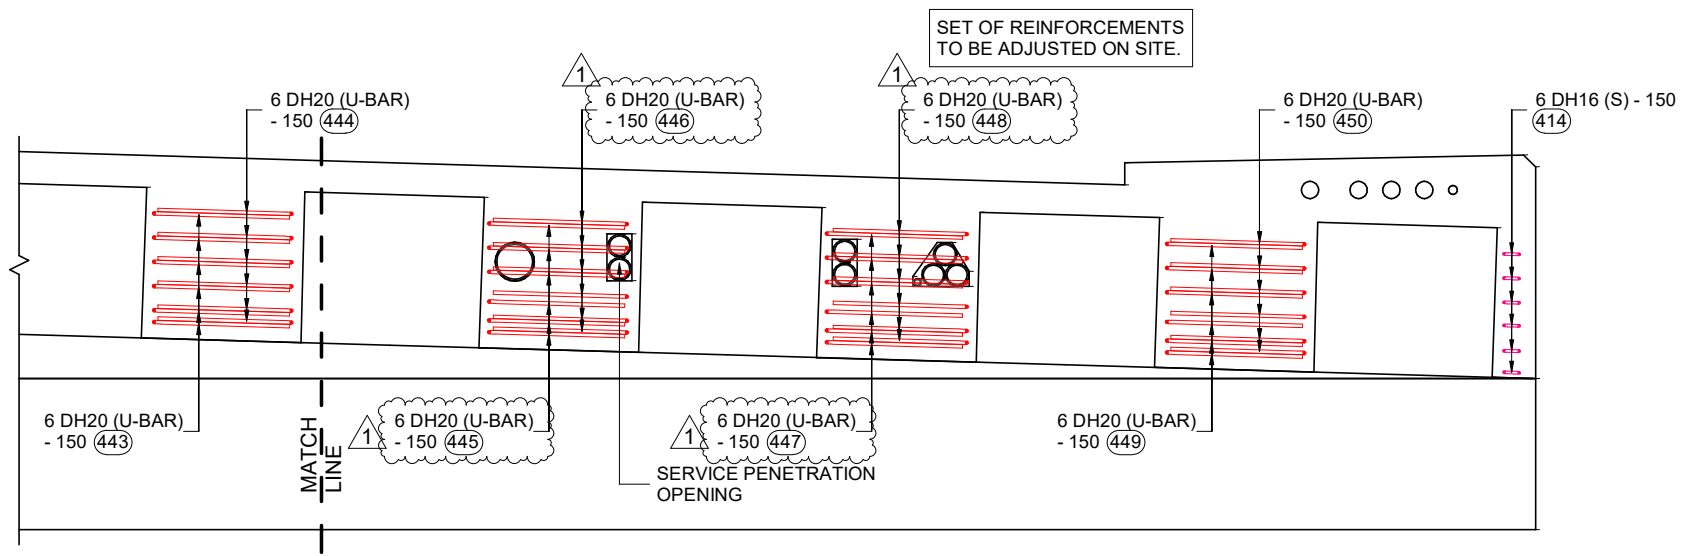 SET OF REINFORCEMENTS
TO BE ADJUSTED ON SITE.
6 DH20 (U-BAR)
- 150 444
1
6 DH20 (U-BAR)
- 150 446
1
6 DH20 (U-BAR)
- 150 448
6 DH20 (U-BAR)
- 150 450
6 DH16 (S) - 150
414
6 DH20 (U-BAR)
- 150 443
MATCH
LINE
1
6 DH20 (U-BAR)
- 150 445
1
6 DH20 (U-BAR)
- 150 447
6 DH20 (U-BAR)
- 150 449
SERVICE PENETRATION
OPENING